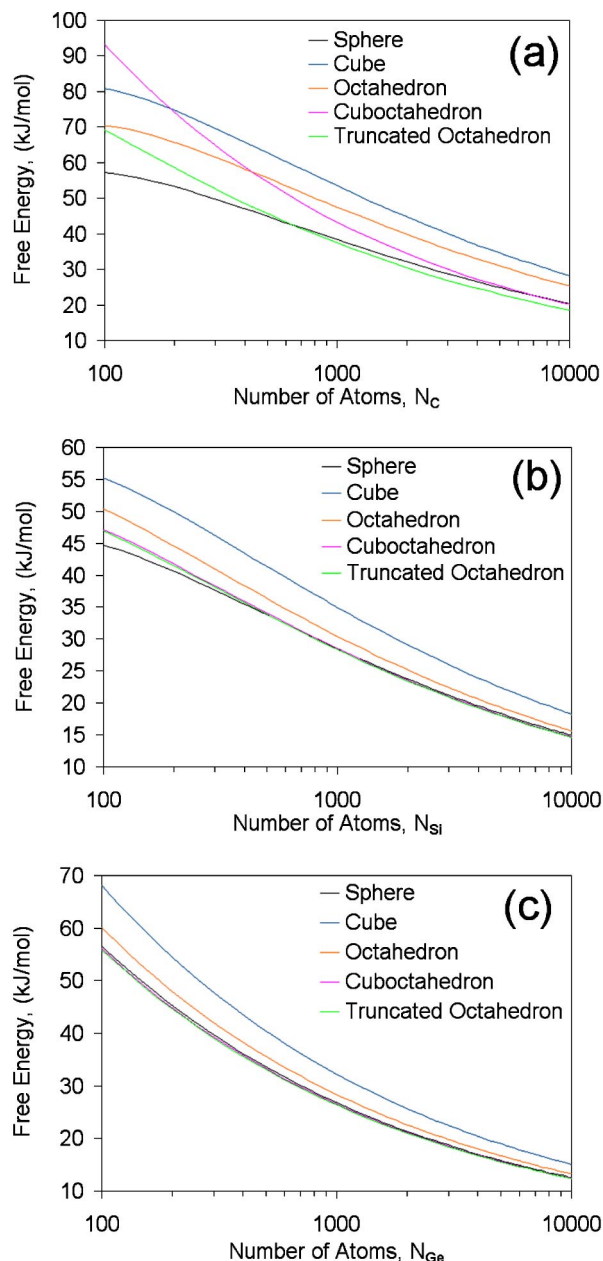 100
90
80
70
60
50
40
30
20
10
Free Energy, (kJ/mol)
Sphere
Cube
Octahedron
Cuboctahedron
Truncated Octahedron
(a)
100
1000
10000
Number of Atoms, N_C
60
55
50
45
40
35
30
25
20
15
10
Free Energy, (kJ/mol)
Sphere
Cube
Octahedron
Cuboctahedron
Truncated Octahedron
(b)
100
1000
10000
Number of Atoms, N_Si
70
60
50
40
30
20
10
Free Energy, (kJ/mol)
Sphere
Cube
Octahedron
Cuboctahedron
Truncated Octahedron
(c)
100
1000
10000
Number of Atoms, N_Ge